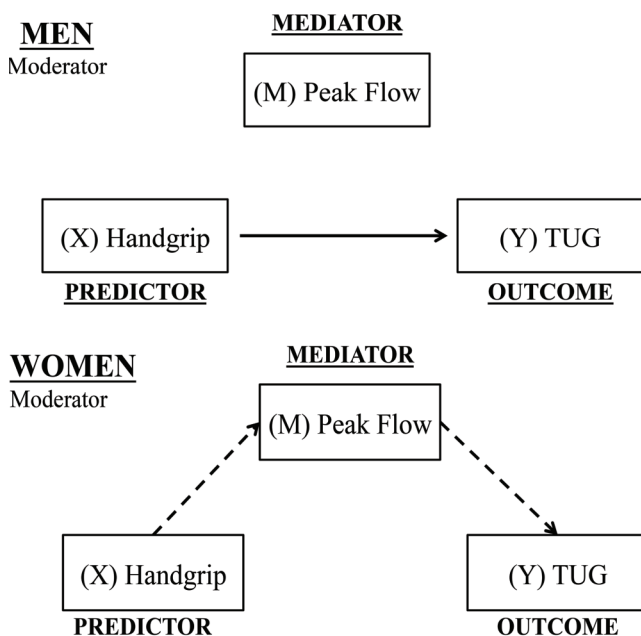 MEN
Moderator
MEDIATOR
(M) Peak Flow
(X) Handgrip
(Y) TUG
PREDICTOR
OUTCOME
WOMEN
Moderator
MEDIATOR
(M) Peak Flow
(X) Handgrip
(Y) TUG
PREDICTOR
OUTCOME